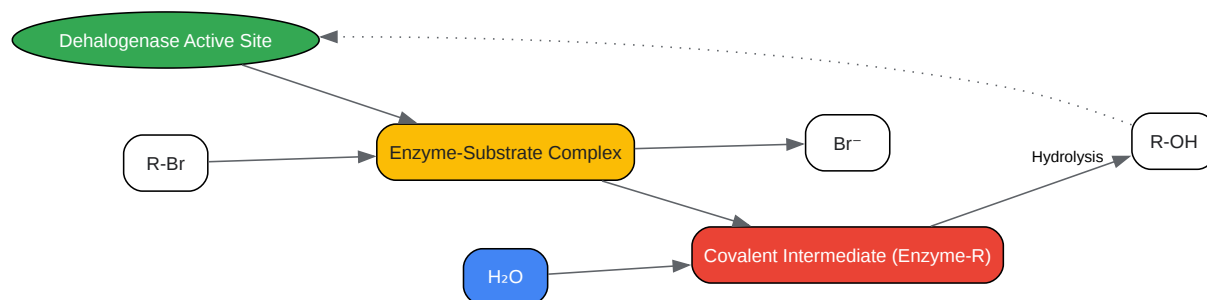 Dehalogenase Active Site
R-Br
Enzyme-Substrate Complex
Br⁻
R-OH
Hydrolysis
H₂O
Covalent Intermediate (Enzyme-R)